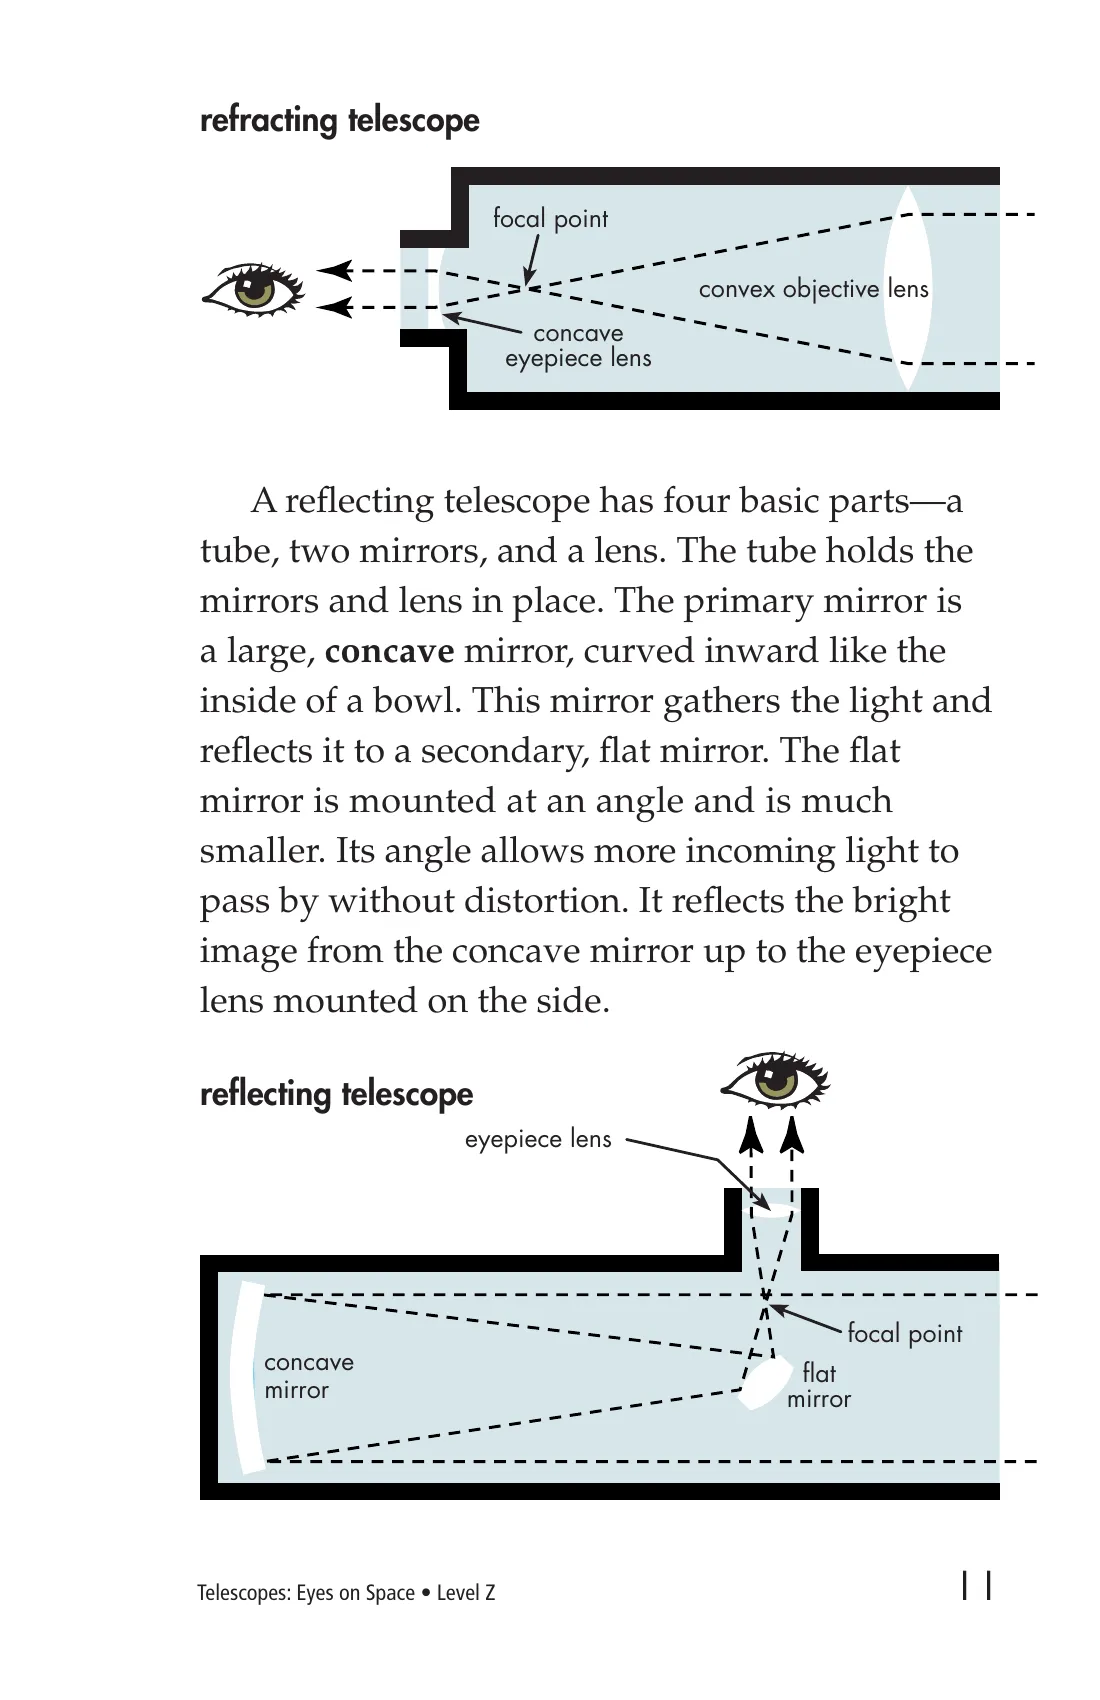 refracting telescope
focal point
convex objective lens
concave
eyepiece lens
A reflecting telescope has four basic parts—a
tube, two mirrors, and a lens. The tube holds the
mirrors and lens in place. The primary mirror is
a large, concave mirror, curved inward like the
inside of a bowl. This mirror gathers the light and
reflects it to a secondary, flat mirror. The flat
mirror is mounted at an angle and is much
smaller. Its angle allows more incoming light to
pass by without distortion. It reflects the bright
image from the concave mirror up to the eyepiece
lens mounted on the side.
reflecting telescope
eyepiece lens
focal point
concave
mirror
flat
mirror
Telescopes: Eyes on Space • Level Z
11